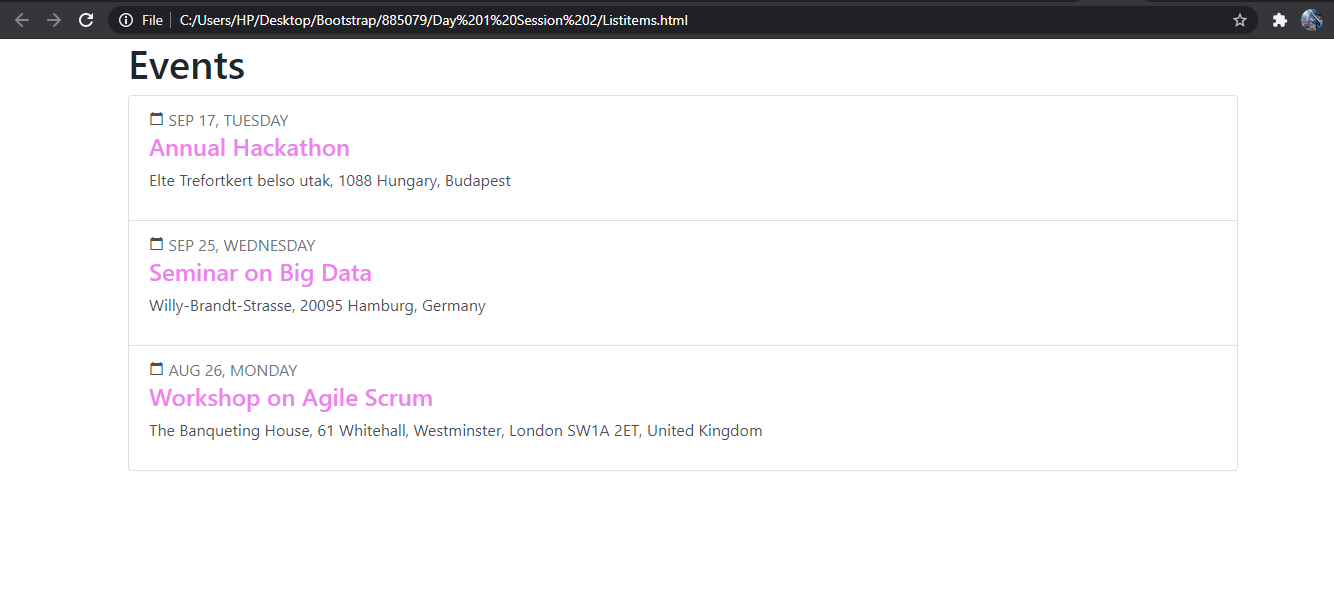 File C:/Users/HP/Desktop/Bootstrap/885079/Day%201%20Session%202/Listitems.html
Events
SEP 17, TUESDAY
Annual Hackathon
Elte Trefortkert belso utak, 1088 Hungary, Budapest
SEP 25, WEDNESDAY
Seminar on Big Data
Willy-Brandt-Strasse, 20095 Hamburg, Germany
AUG 26, MONDAY
Workshop on Agile Scrum
The Banqueting House, 61 Whitehall, Westminster, London SW1A 2ET, United Kingdom